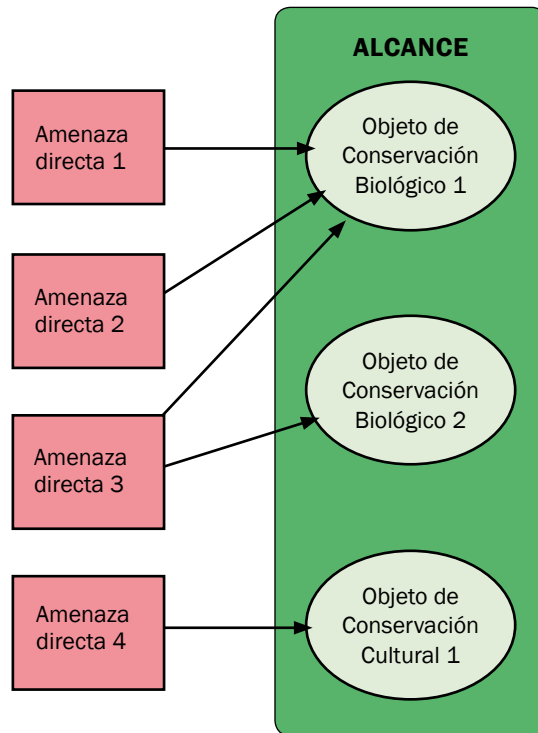 ALCANCE
Amenaza
directa 1
Objeto de
Conservación
Biológico 1
Amenaza
directa 2
Objeto de
Conservación
Biológico 2
Amenaza
directa 3
Amenaza
directa 4
Objeto de
Conservación
Cultural 1